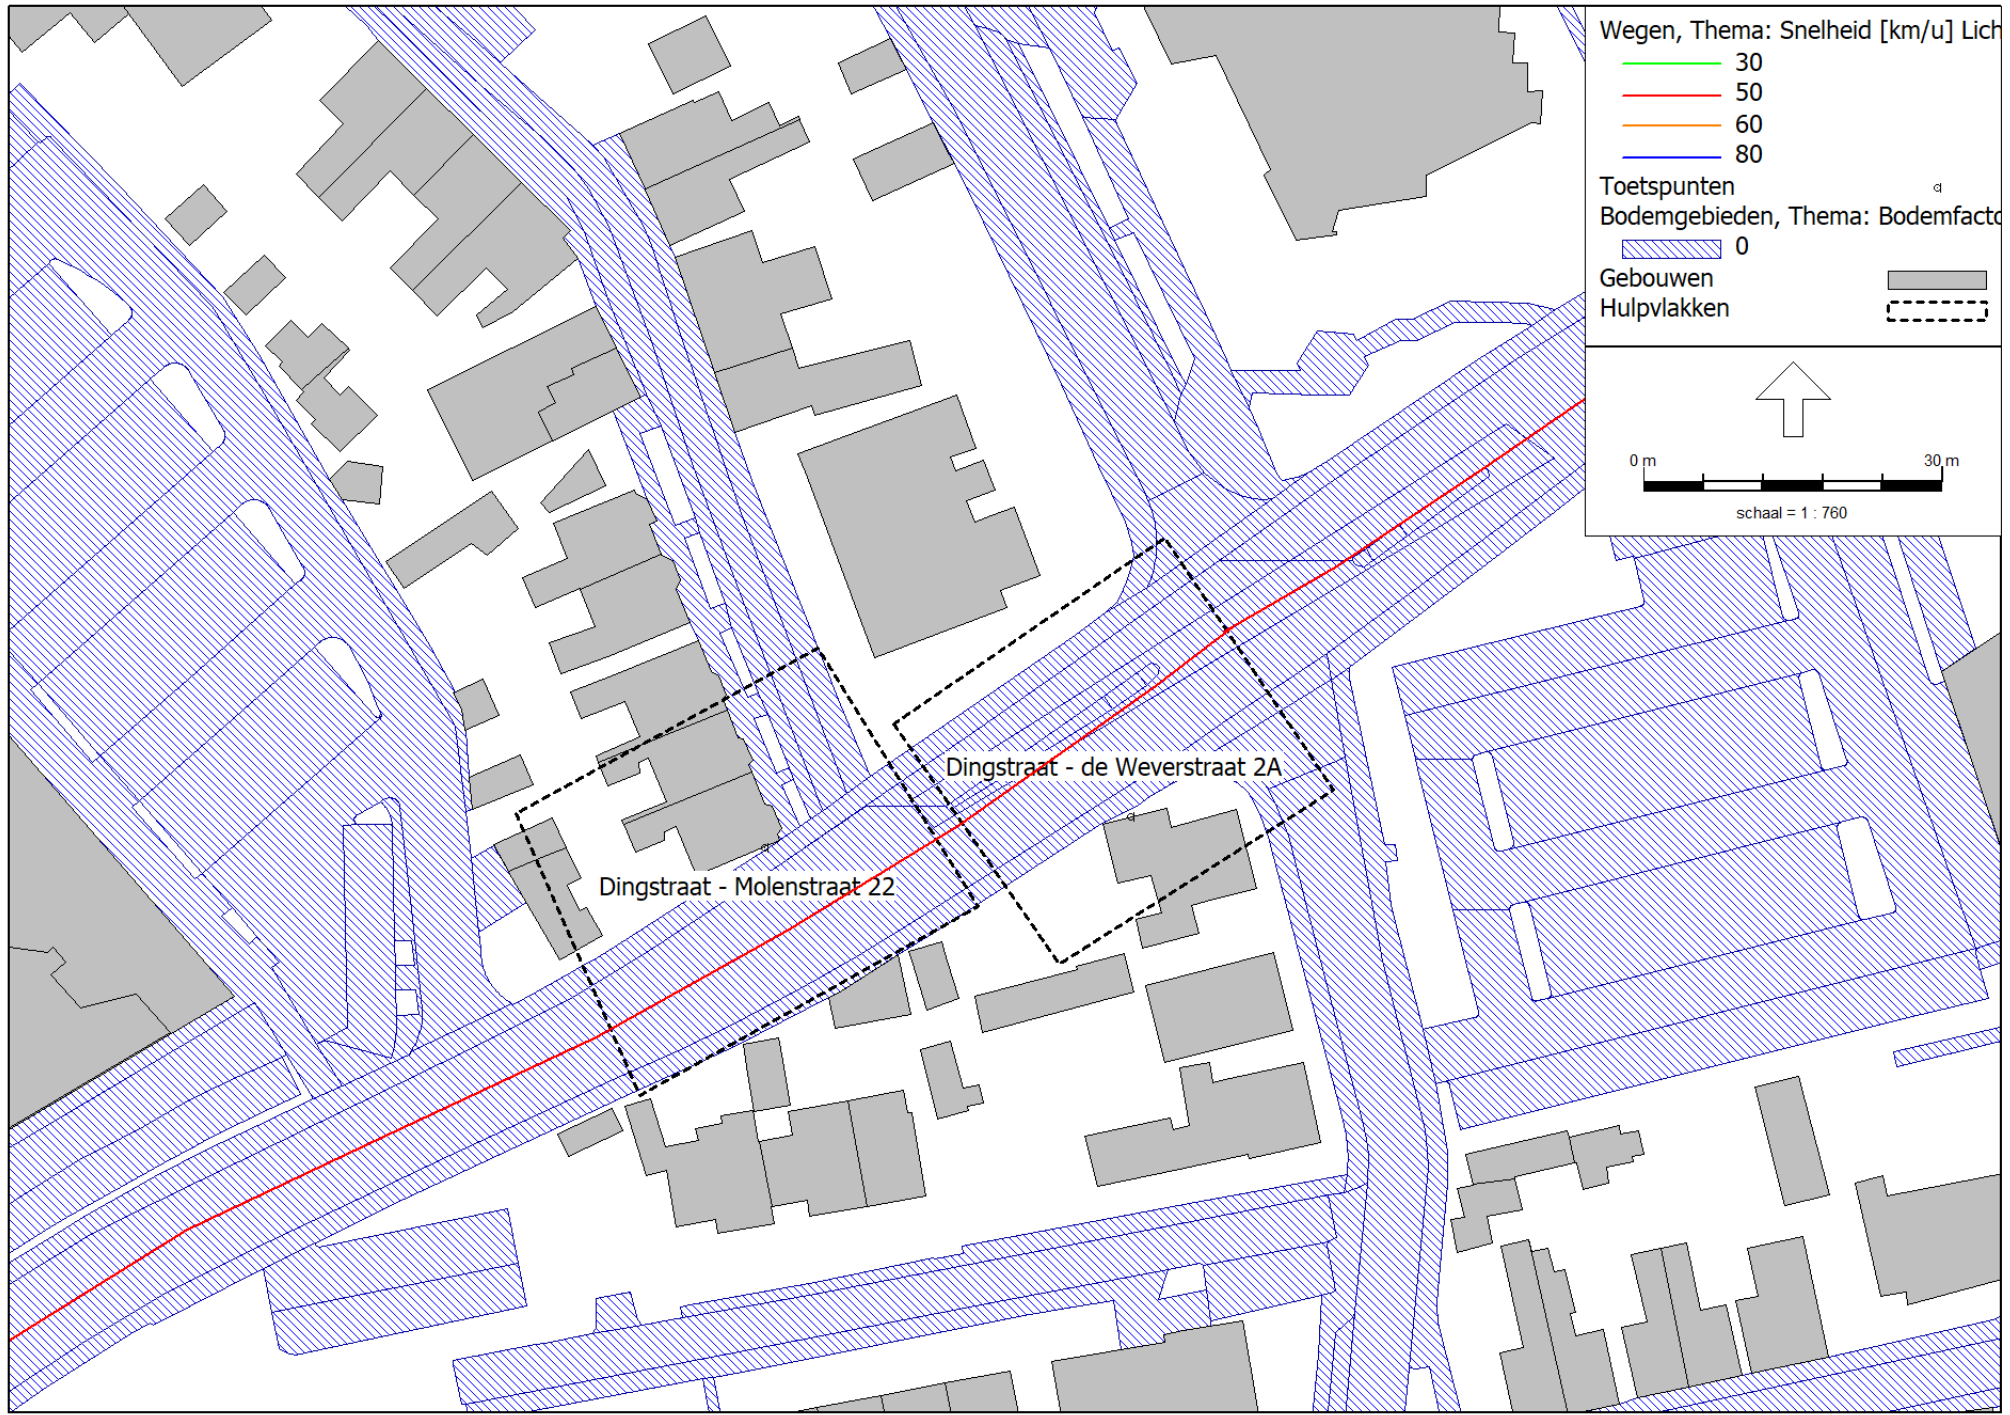 Wegen, Thema: Snelheid [km/u] Lich
30
50
60
80
Toetspunten
Bodemgebieden, Thema: Bodemfacto
0
Gebouwen
Hulpvlakken
0 m 30 m
schaal = 1 : 760
Dingstraat - de Weverstraat 2A
Dingstraat - Molenstraat 22